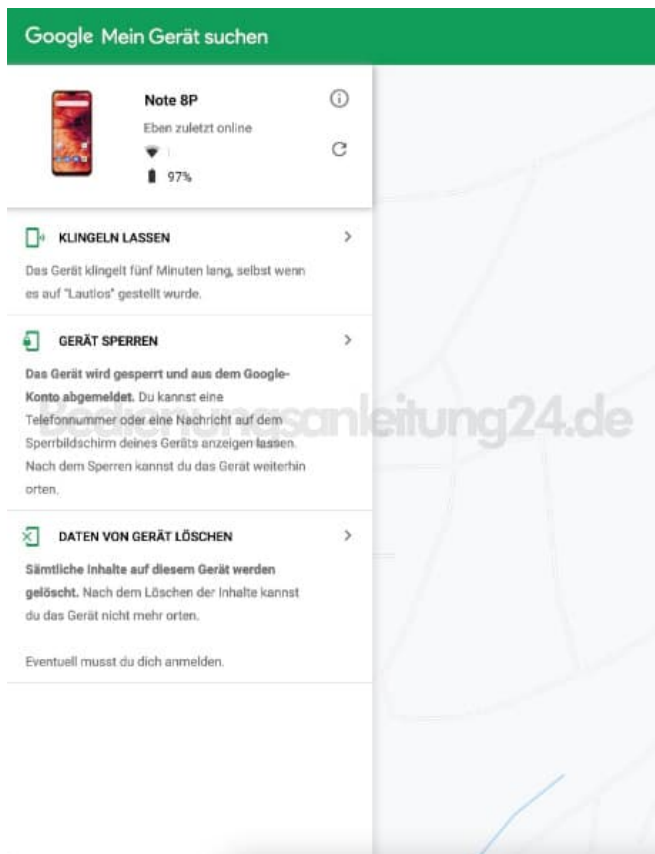 Google Mein Gerät suchen
Note 8P
Eben zuletzt online
97%
KLINGELN LASSEN
Das Gerät klingelt fünf Minuten lang, selbst wenn
es auf "Lautlos" gestellt wurde.
GERÄT SPERREN
Das Gerät wird gesperrt und aus dem Google-
Konto abgemeldet. Du kannst eine
Telefonnummer oder eine Nachricht auf dem
Sperrbildschirm deines Geräts anzeigen lassen.
Nach dem Sperren kannst du das Gerät weiterhin
orten.
Bedienungsanleitung24.de
DATEN VON GERÄT LÖSCHEN
Sämtliche Inhalte auf diesem Gerät werden
gelöscht. Nach dem Löschen der Inhalte kannst
du das Gerät nicht mehr orten.
Eventuell musst du dich anmelden.